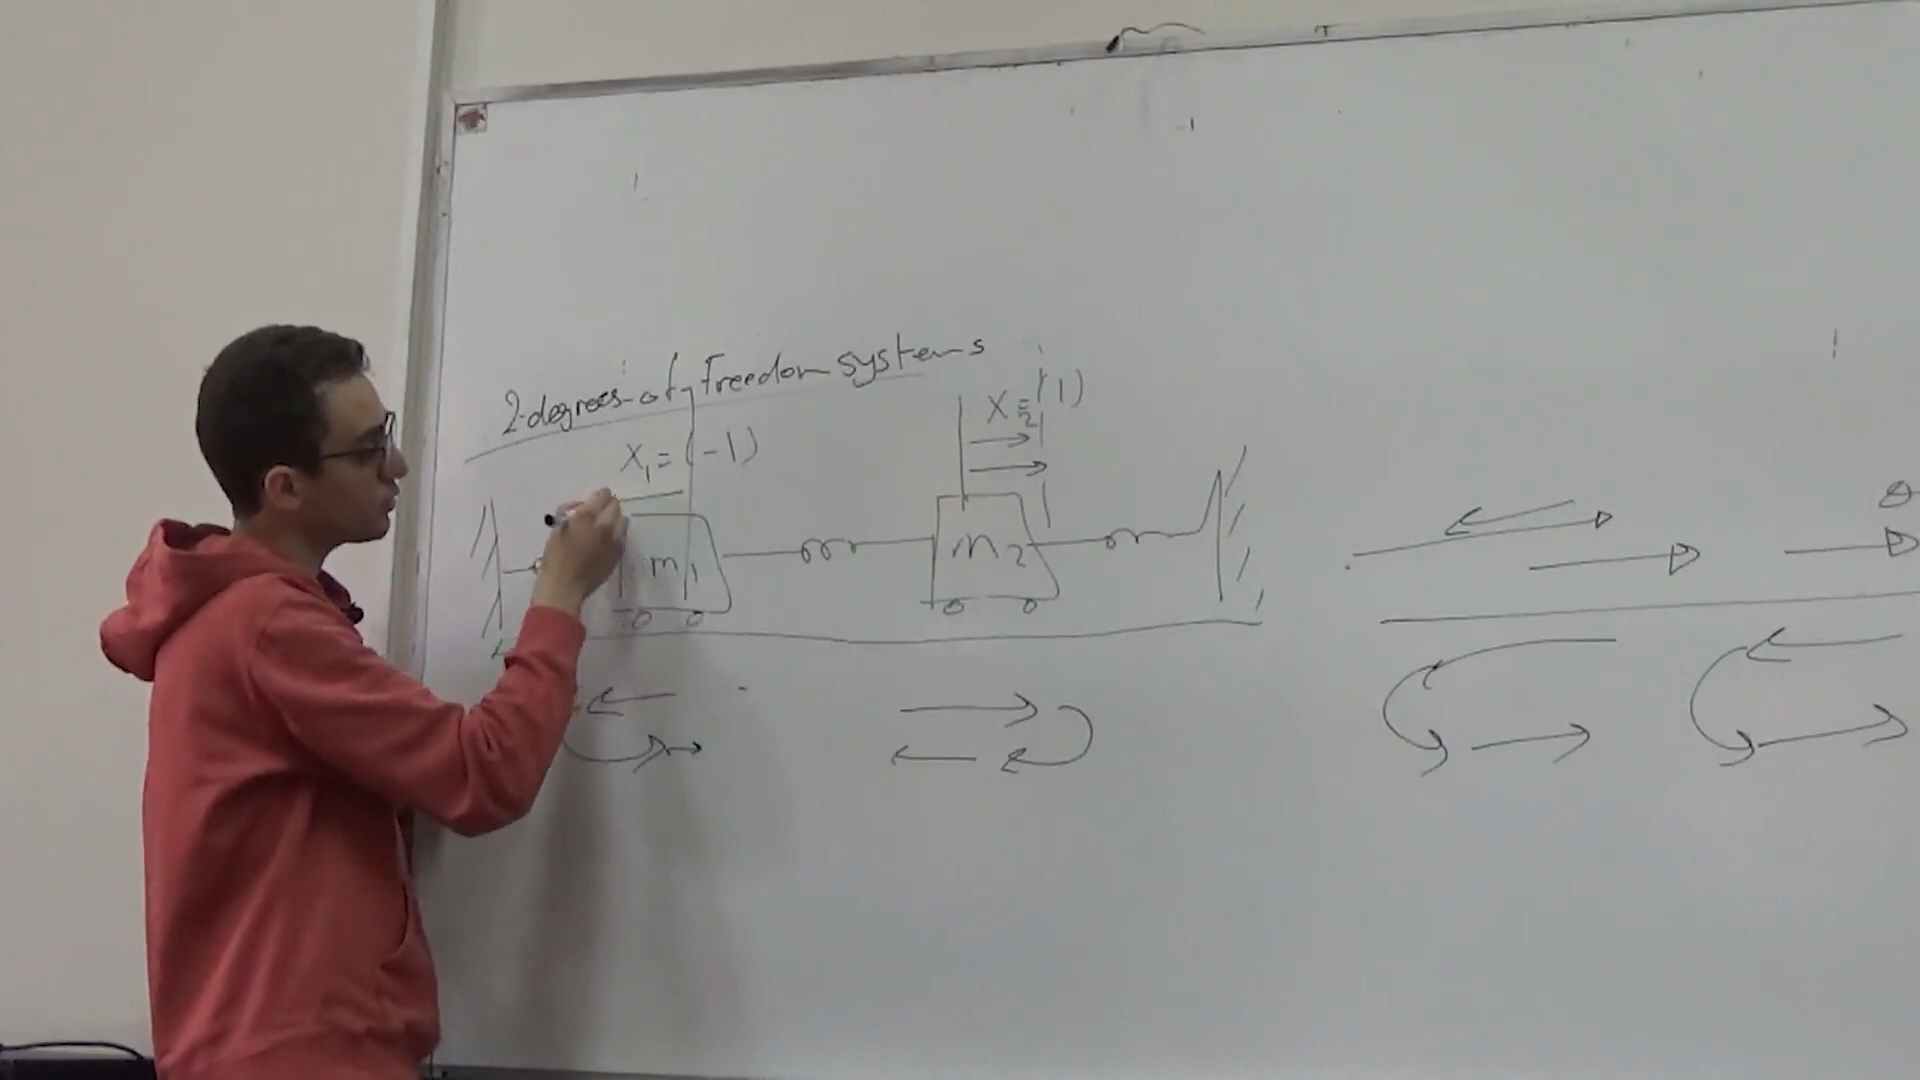 2-degrees-of-freedom systems
X₁ = (-1)
X₂ = (1)
m₁
m₂